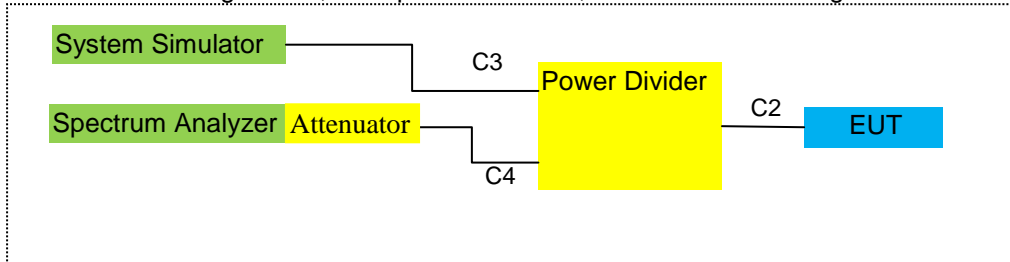 System Simulator
C3
Power Divider
Spectrum Analyzer
Attenuator
C2
EUT
C4